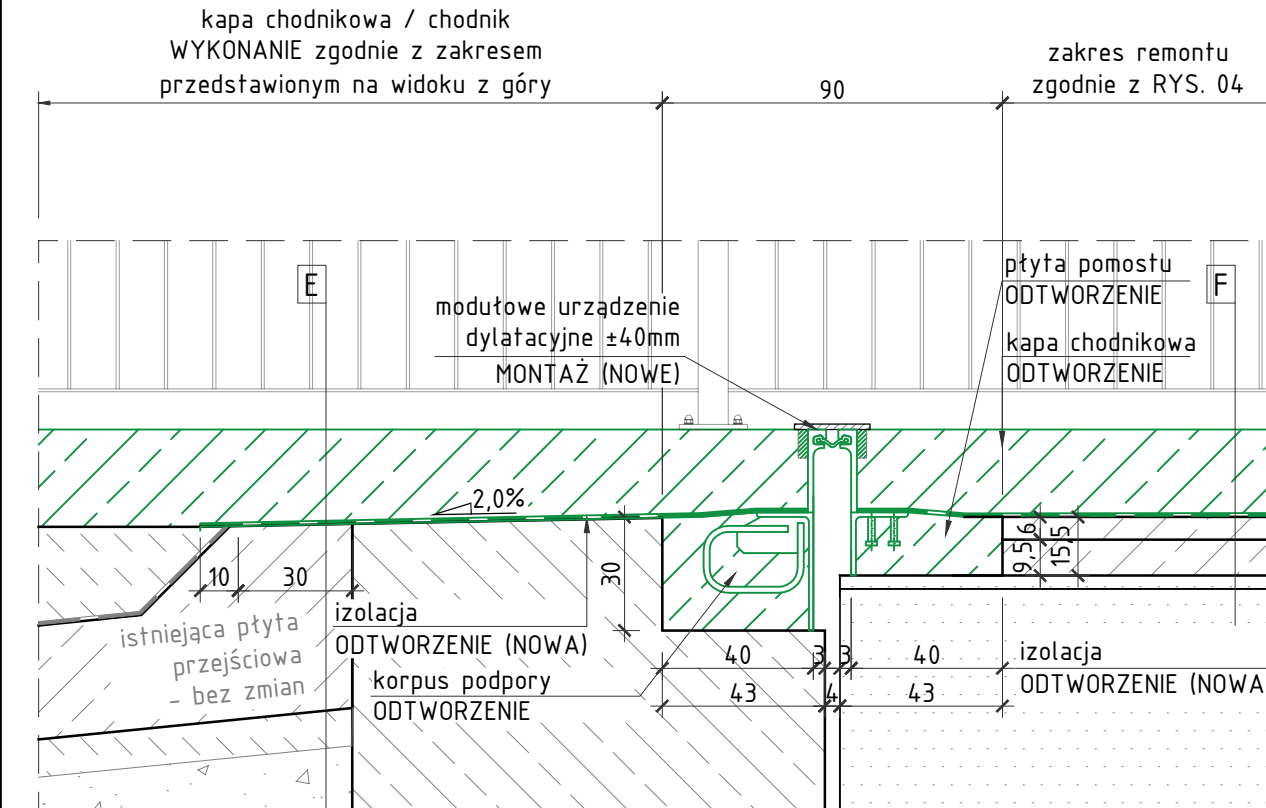 kapa chodnikowa / chodnik
WYKONANIE zgodnie z zakresem
przedstawionym na widoku z góry
90
zakres remontu
zgodnie z RYS. 04
E
modułowe urządzenie
dylatacyjne ±40mm
MONTAŻ (NOWE)
płyta pomostu
ODTWORZENIE
F
kapa chodnikowa
ODTWORZENIE
2,0%
10
30
30
9,5
6
15,5
istniejąca płyta
przejściowa
- bez zmian
izolacja
ODTWORZENIE (NOWA)
korpus podpory
ODTWORZENIE
40
3
3
40
43
4
43
izolacja
ODTWORZENIE (NOWA